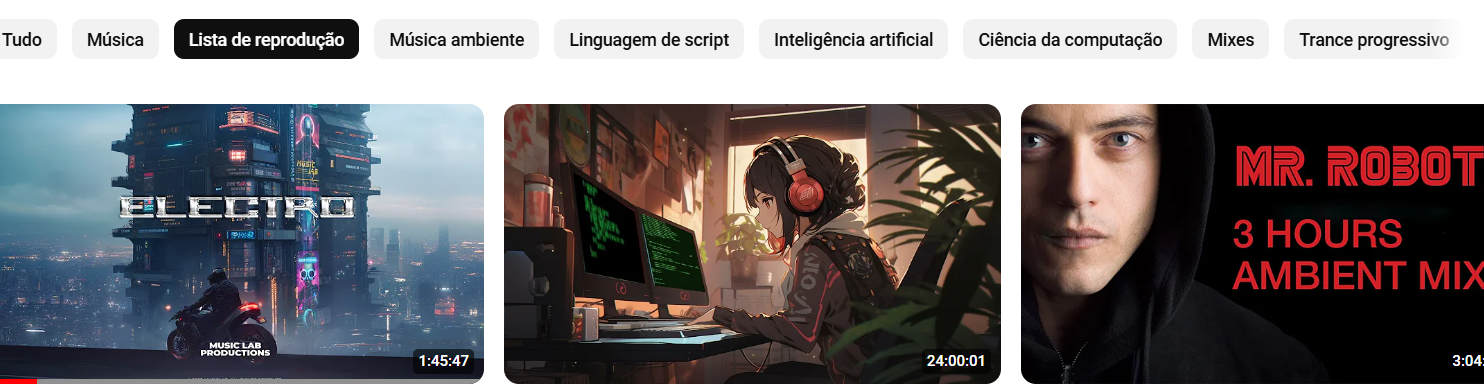 Tudo
Música
Lista de reprodução
Música ambiente
Linguagem de script
Inteligência artificial
Ciência da computação
Mixes
Trance progressivo
MUSIC
LAB
ELECTRO
MUSIC LAB
PRODUCTIONS
1:45:47
24:00:01
MR. ROBOT
3 HOURS
AMBIENT MIX
3:04: